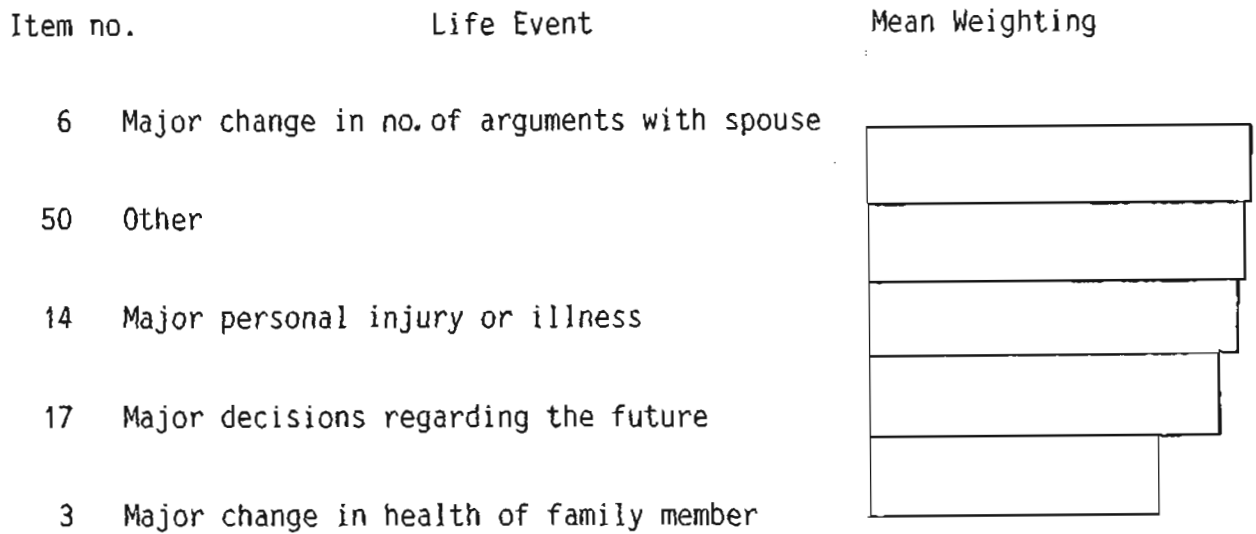 Item no. Life Event Mean Weighting
6 Major change in no. of arguments with spouse
50 Other
14 Major personal injury or illness
17 Major decisions regarding the future
3 Major change in health of family member